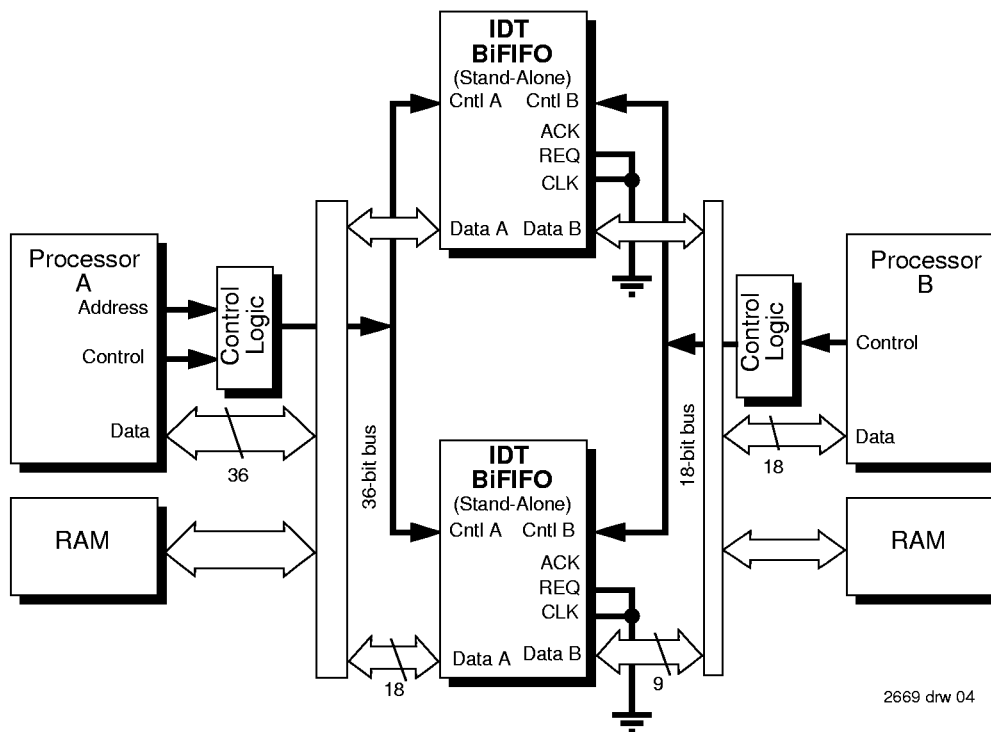 IDT
BiFIFO
(Stand-Alone)
Cntl A Cntl B
ACK
REQ
CLK
Data A Data B
Processor
A
Address
Control
Data
Control
Logic
36
RAM
36-bit bus
18-bit bus
Control
Logic
Processor
B
Control
Data
18
RAM
IDT
BiFIFO
(Stand-Alone)
Cntl A Cntl B
ACK
REQ
CLK
Data A Data B
18
9
2669 drw 04